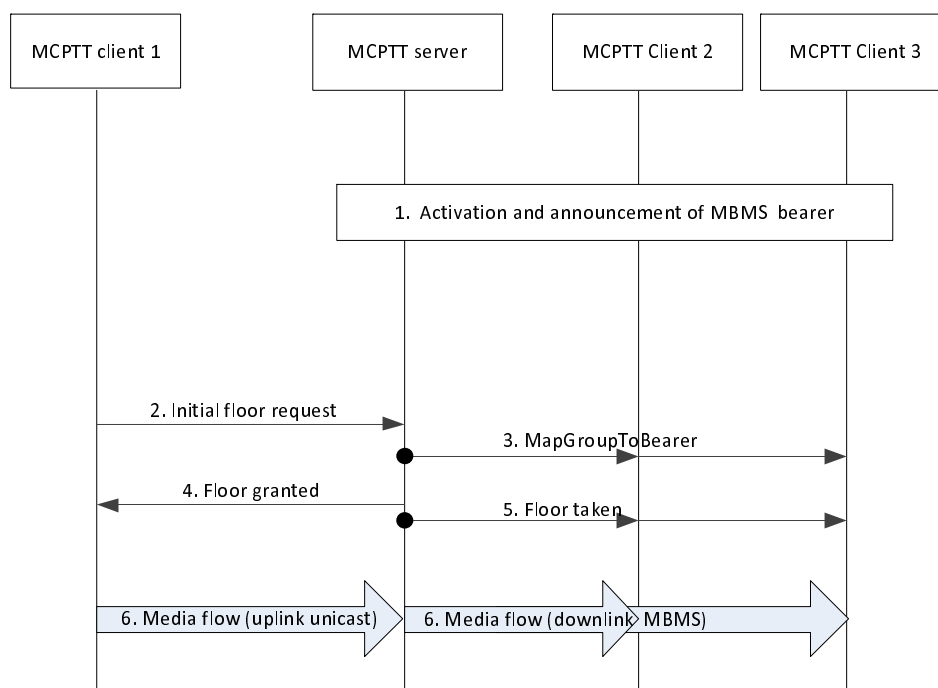 MCPTT client 1
MCPTT server
MCPTT Client 2
MCPTT Client 3
1. Activation and announcement of MBMS bearer
2. Initial floor request
3. MapGroupToBearer
4. Floor granted
5. Floor taken
6. Media flow (uplink unicast)
6. Media flow (downlink MBMS)